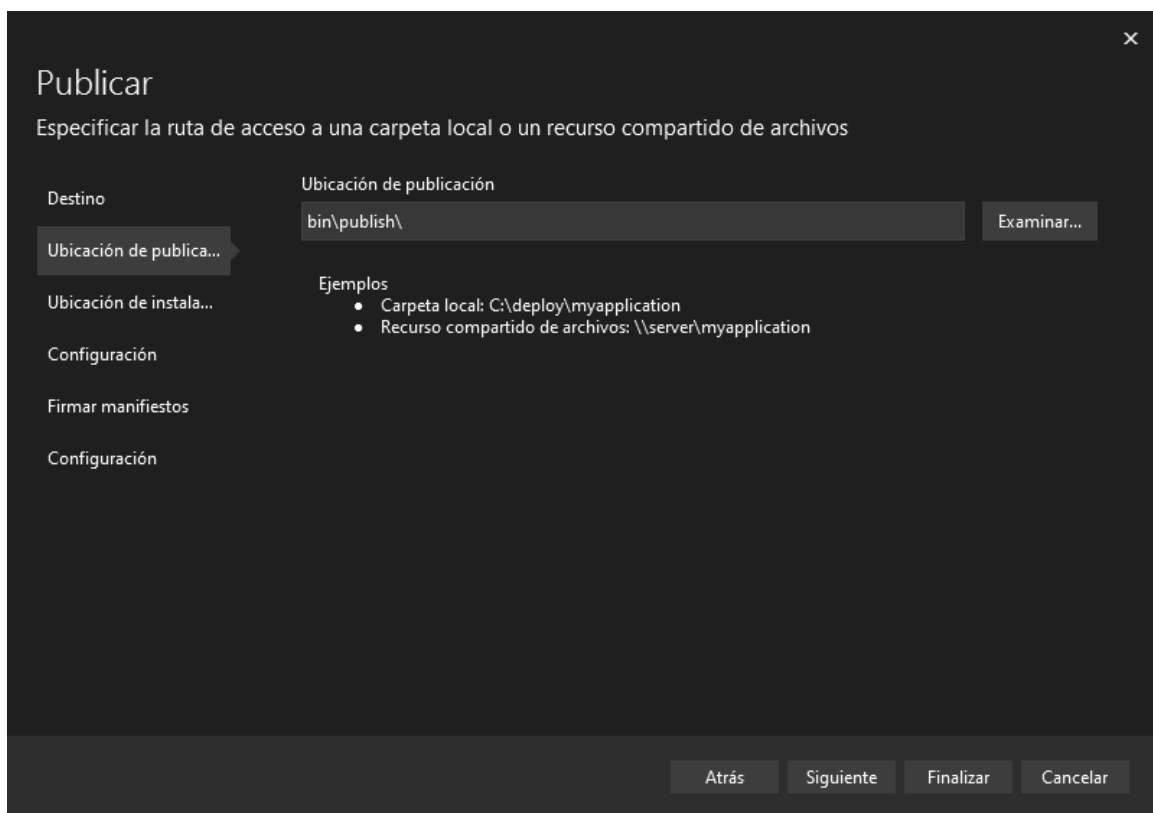 Publicar
Especificar la ruta de acceso a una carpeta local o un recurso compartido de archivos
Destino
Ubicación de publica...
Ubicación de instala...
Configuración
Firmar manifiestos
Configuración
Ubicación de publicación
bin\publish\
Examinar...
Ejemplos
● Carpeta local: C:\deploy\myapplication
● Recurso compartido de archivos: \\server\myapplication
Atrás
Siguiente
Finalizar
Cancelar